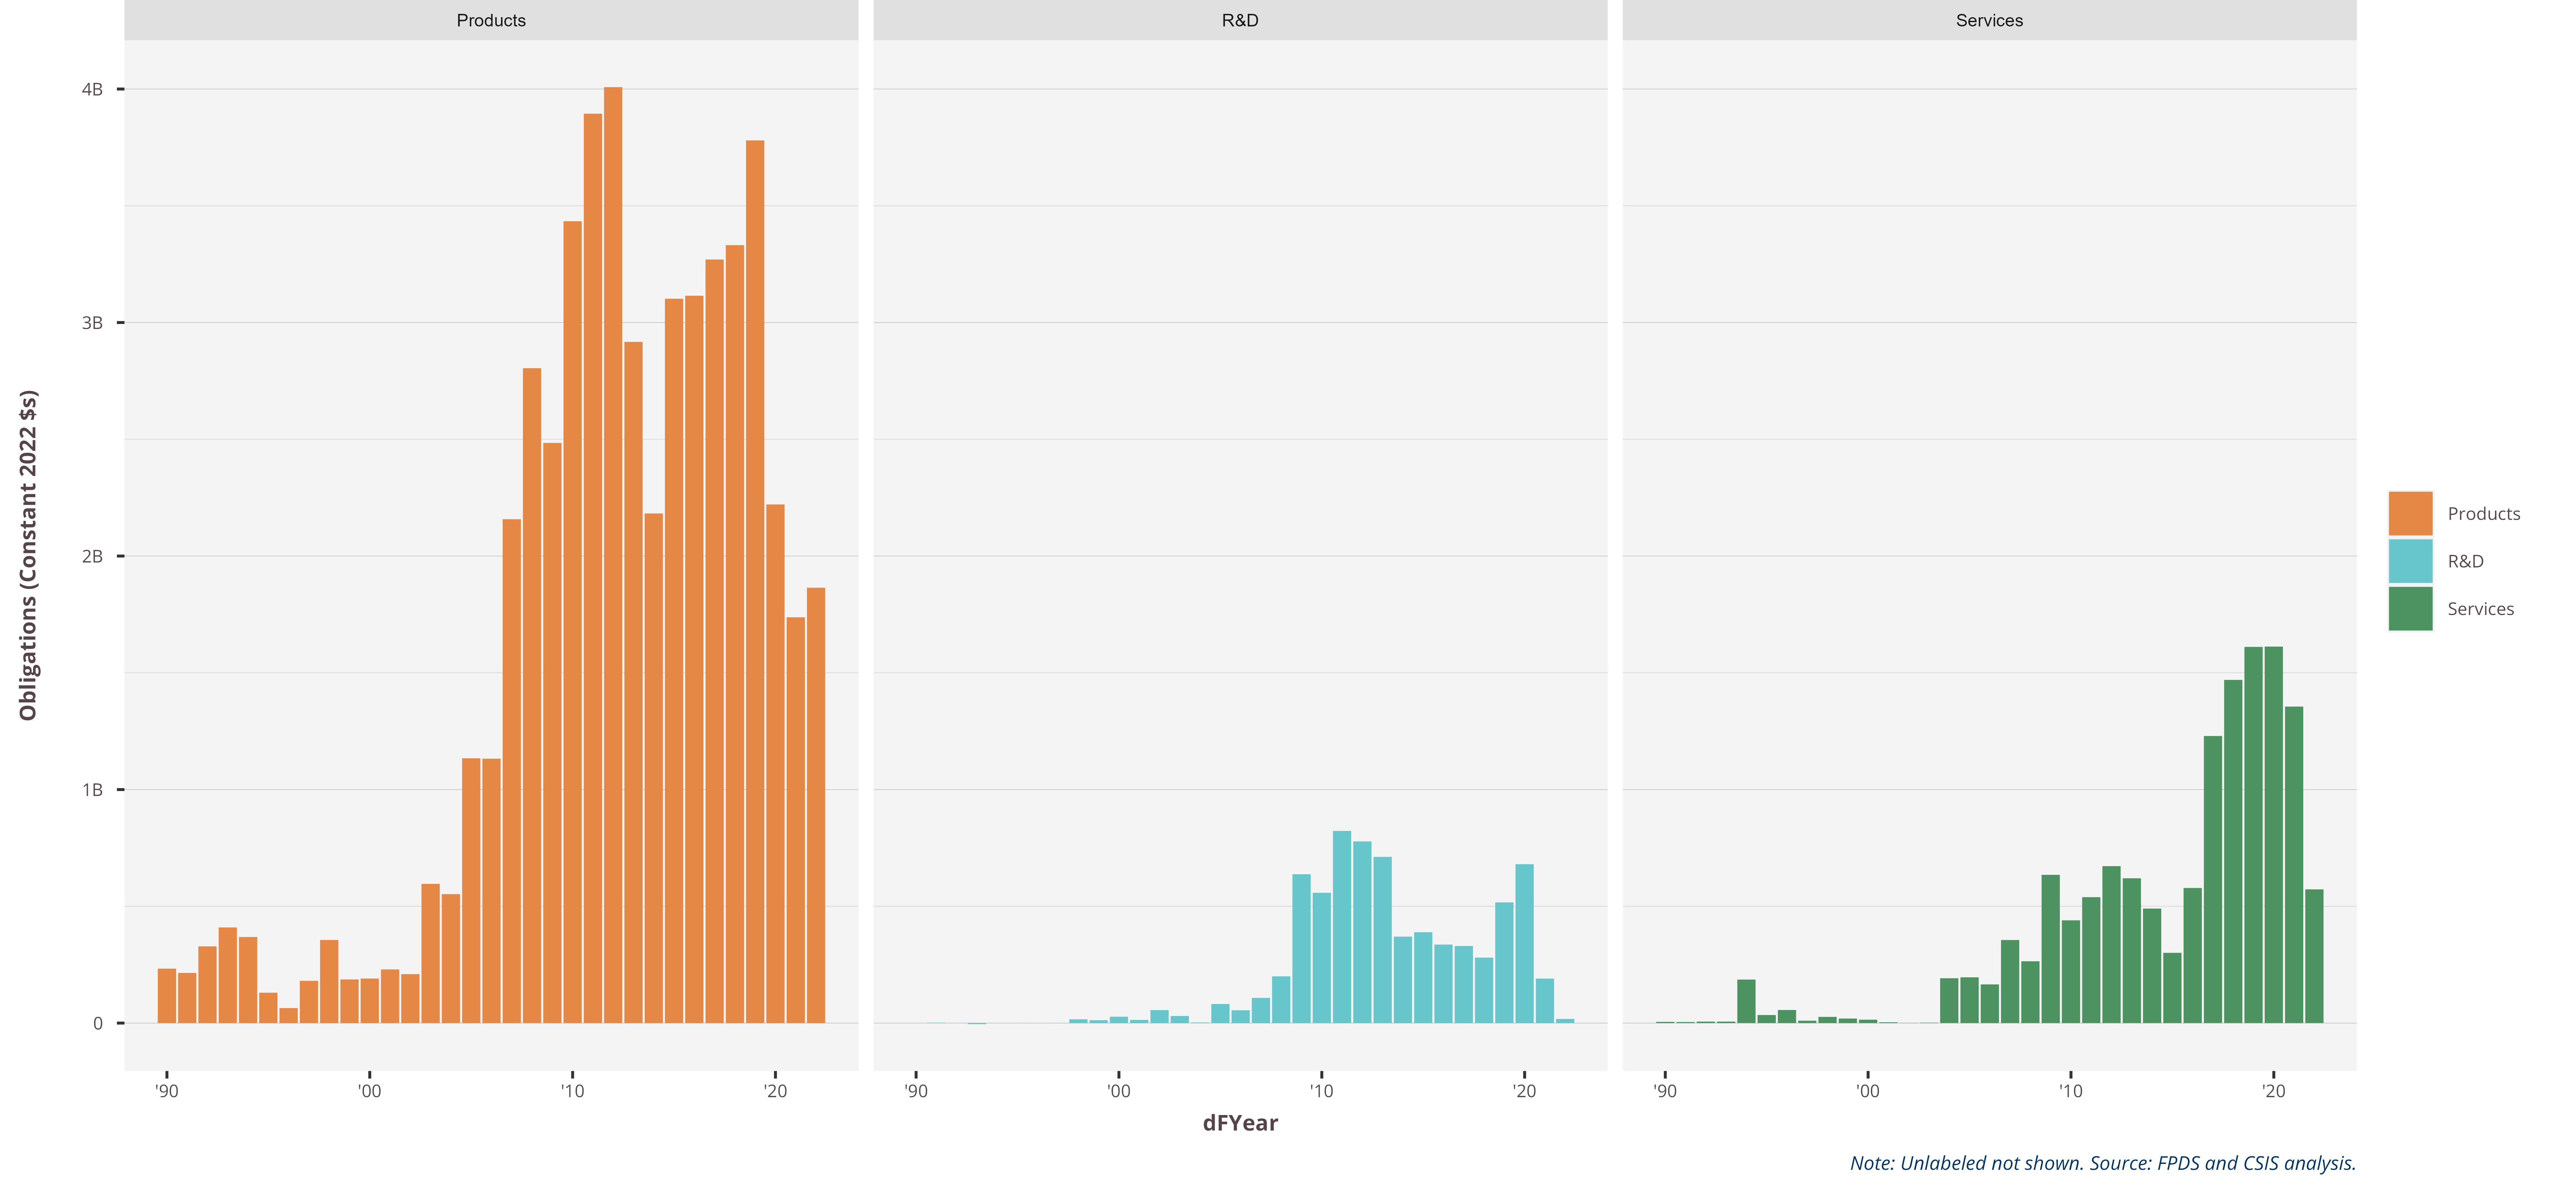 Products
R&D
Services
Obligations (Constant 2022 $s)
4B
3B
2B
1B
0
'90
'00
'10
'20
'90
'00
'10
'20
'90
'00
'10
'20
dFYear
Products
R&D
Services
Note: Unlabeled not shown. Source: FPDS and CSIS analysis.